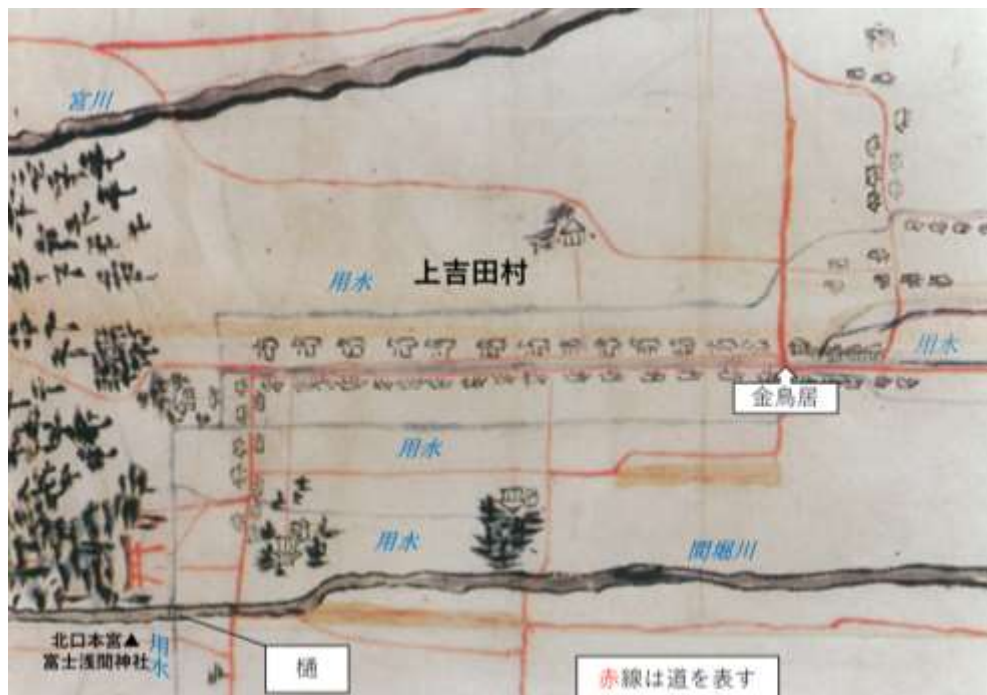 宮川
上吉田村
用水
用水
金鳥居
用水
用水
間堀川
北口本宮▲
富士浅間神社
用水
樋
赤線は道を表す